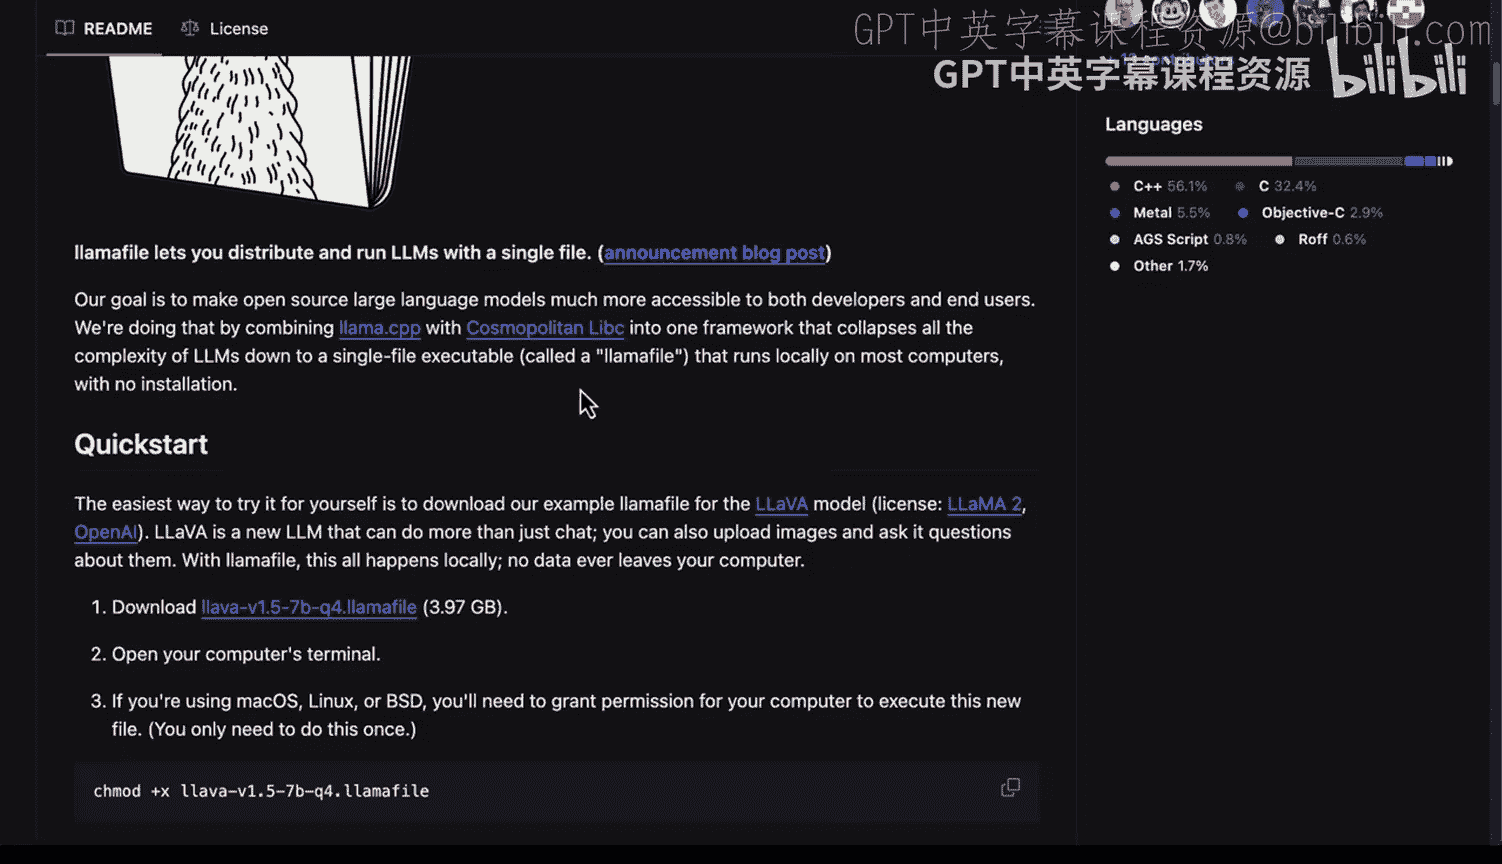 README
License
GPT中英字幕课程资源@bilibili.com
GPT中英字幕课程资源 bilibili
llamafile lets you distribute and run LLMs with a single file. (announcement blog post)
Our goal is to make open source large language models much more accessible to both developers and end users.
We're doing that by combining llama.cpp with Cosmopolitan Libc into one framework that collapses all the
complexity of LLMs down to a single-file executable (called a "llamafile") that runs locally on most computers,
with no installation.
Quickstart
The easiest way to try it for yourself is to download our example llamafile for the LLaVA model (license: LLaMA 2,
OpenAI). LLaVA is a new LLM that can do more than just chat; you can also upload images and ask it questions
about them. With llamafile, this all happens locally; no data ever leaves your computer.
1. Download llava-v1.5-7b-q4.llamafile (3.97 GB).
2. Open your computer's terminal.
3. If you're using macOS, Linux, or BSD, you'll need to grant permission for your computer to execute this new
file. (You only need to do this once.)
chmod +x llava-v1.5-7b-q4.llamafile
Languages
C++ 56.1% C 32.4%
Metal 5.5% Objective-C 2.9%
AGS Script 0.8% Roff 0.6%
Other 1.7%